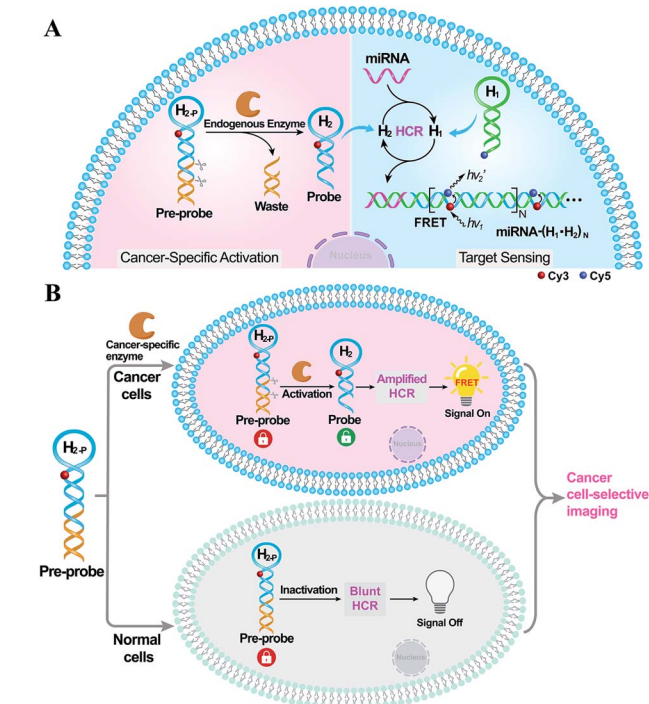 A
H2-P
Endogenous Enzyme
H2
Pre-probe
Waste
Probe
Cancer-Specific Activation
miRNA
H2 HCR H1
H1
hν2'
N
FRET
hν1
miRNA-(H1•H2)N
Nucleus
Target Sensing
Cy3 Cy5
B
Cancer-specific
enzyme
Cancer
cells
H2-P
Pre-probe
Normal
cells
H2-P
Activation
H2
Pre-probe
Probe
Amplified
HCR
FRET
Signal On
Nucleus
H2-P
Inactivation
Pre-probe
Blunt
HCR
Signal Off
Nucleus
Cancer
cell-selective
imaging